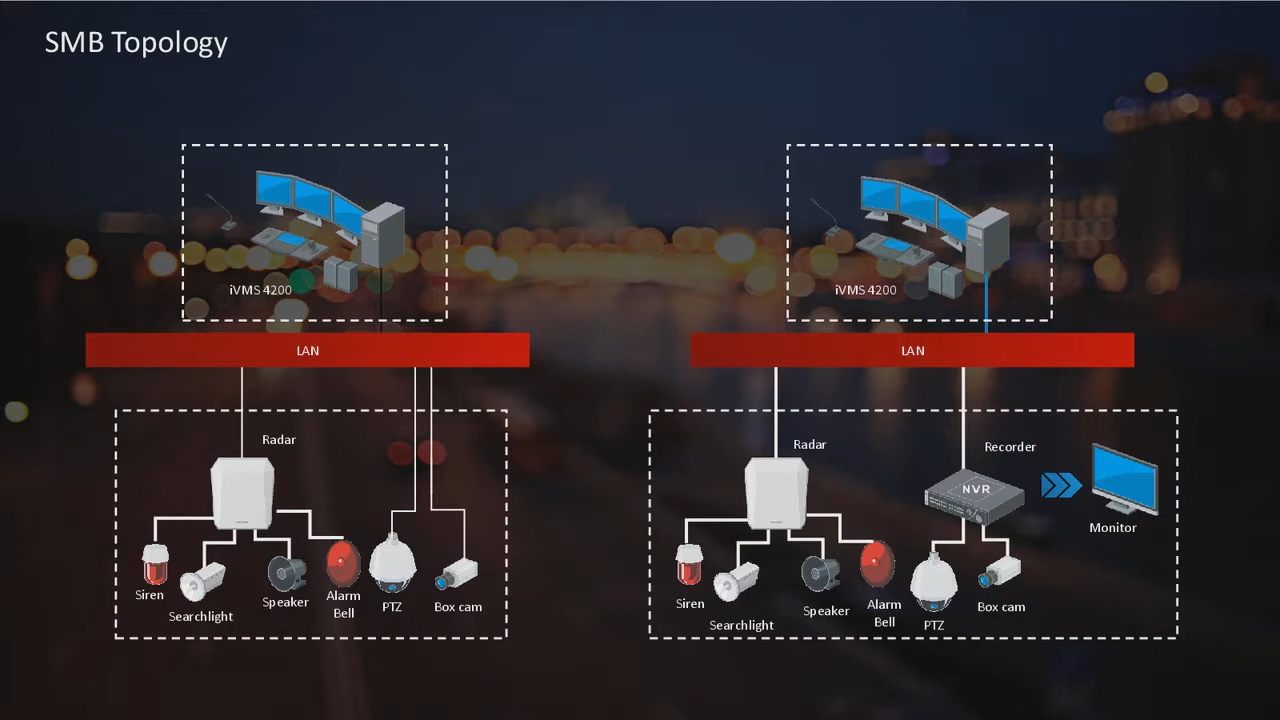 SMB Topology
iVMS 4200
LAN
Radar
Siren
Searchlight
Speaker
Alarm
Bell
PTZ
Box cam
iVMS 4200
LAN
Radar
Recorder
NVR
Monitor
Siren
Searchlight
Speaker
Alarm
Bell
PTZ
Box cam